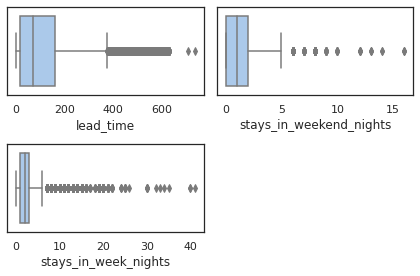 0 200 400 600
lead_time
0 5 10 15
stays_in_weekend_nights
0 10 20 30 40
stays_in_week_nights